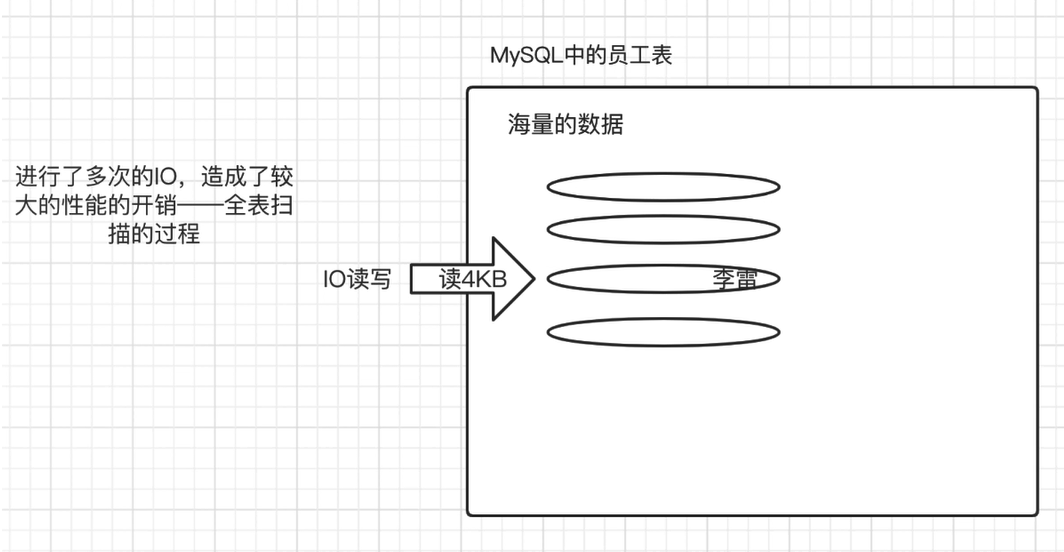 MySQL中的员工表
海量的数据
进行了多次的IO，造成了较
大的性能的开销——全表扫
描的过程
IO读写
读4KB
李雷